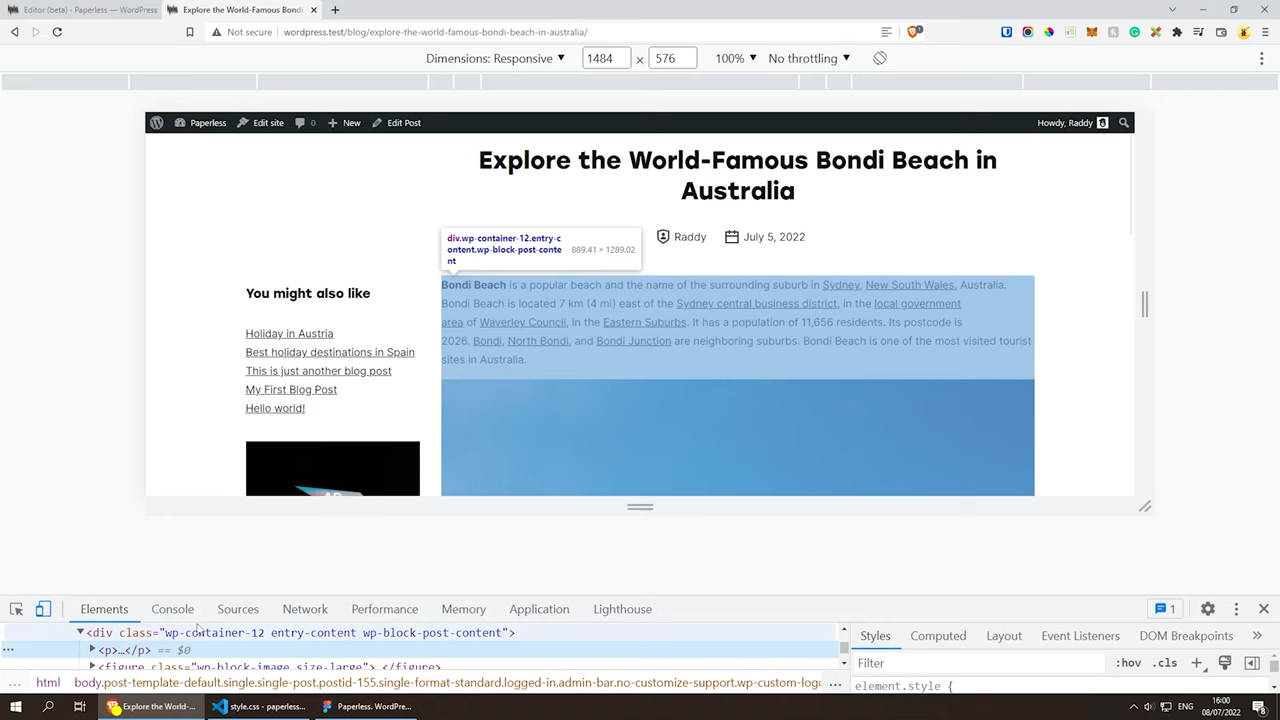 Editor (beta) ‹ Paperless — WordPress
Explore the World-Famous Bondi
Not secure
wordpress.test/blog/explore-the-world-famous-bondi-beach-in-australia/
Dimensions: Responsive
1484
×
576
100%
No throttling
Paperless
Edit site
0
New
Edit Post
Howdy, Raddy
Explore the World-Famous Bondi Beach in
Australia
Raddy
July 5, 2022
div.wp-container-12.entry-c
ontent.wp-block-post-conte
nt
889.41 × 1289.02
You might also like
Holiday in Austria
Best holiday destinations in Spain
This is just another blog post
My First Blog Post
Hello world!
Bondi Beach is a popular beach and the name of the surrounding suburb in Sydney, New South Wales, Australia.
Bondi Beach is located 7 km (4 mi) east of the Sydney central business district, in the local government
area of Waverley Council, in the Eastern Suburbs. It has a population of 11,656 residents. Its postcode is
2026. Bondi, North Bondi, and Bondi Junction are neighboring suburbs. Bondi Beach is one of the most visited tourist
sites in Australia.
Elements
Console
Sources
Network
Performance
Memory
Application
Lighthouse
1
<div class="wp-container-12 entry-content wp-block-post-content">
<p>…</p> == $0
<figure class="wp-block-image size-large"> </figure>
html
body.post-template-default.single.single-post.postid-155.single-format-standard.logged-in.admin-bar.no-customize-support.wp-custom-logo
Styles
Computed
Layout
Event Listeners
DOM Breakpoints
Filter
:hov
.cls
element.style {
Explore the World-...
style.css - paperless...
Paperless. WordPre...
ENG
16:00
08/07/2022